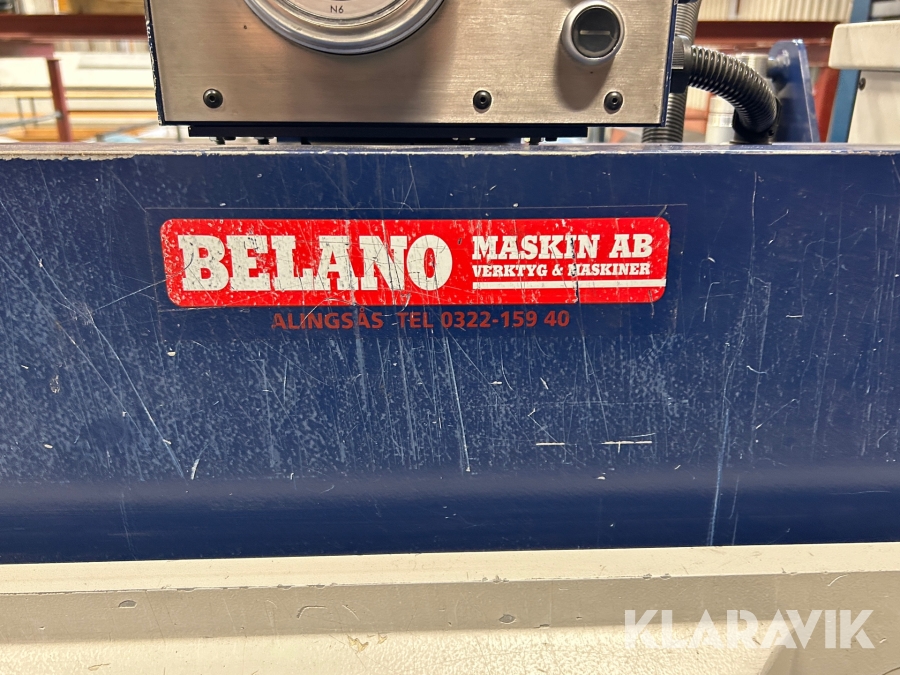 N6
BELANO MASKIN AB
VERKTYG & MASKINER
ALINGSÅS TEL 0322-159 40
KLARAVIK